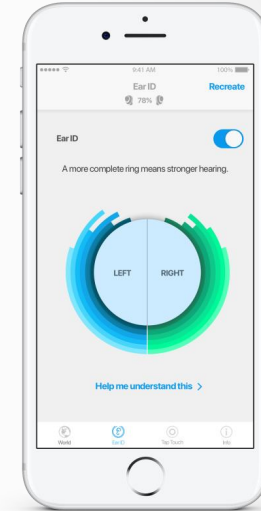 9:41 AM
100%
Ear ID
Recreate
78%
Ear ID
A more complete ring means stronger hearing.
LEFT
RIGHT
Help me understand this >
World
Ear ID
Tap Touch
Info